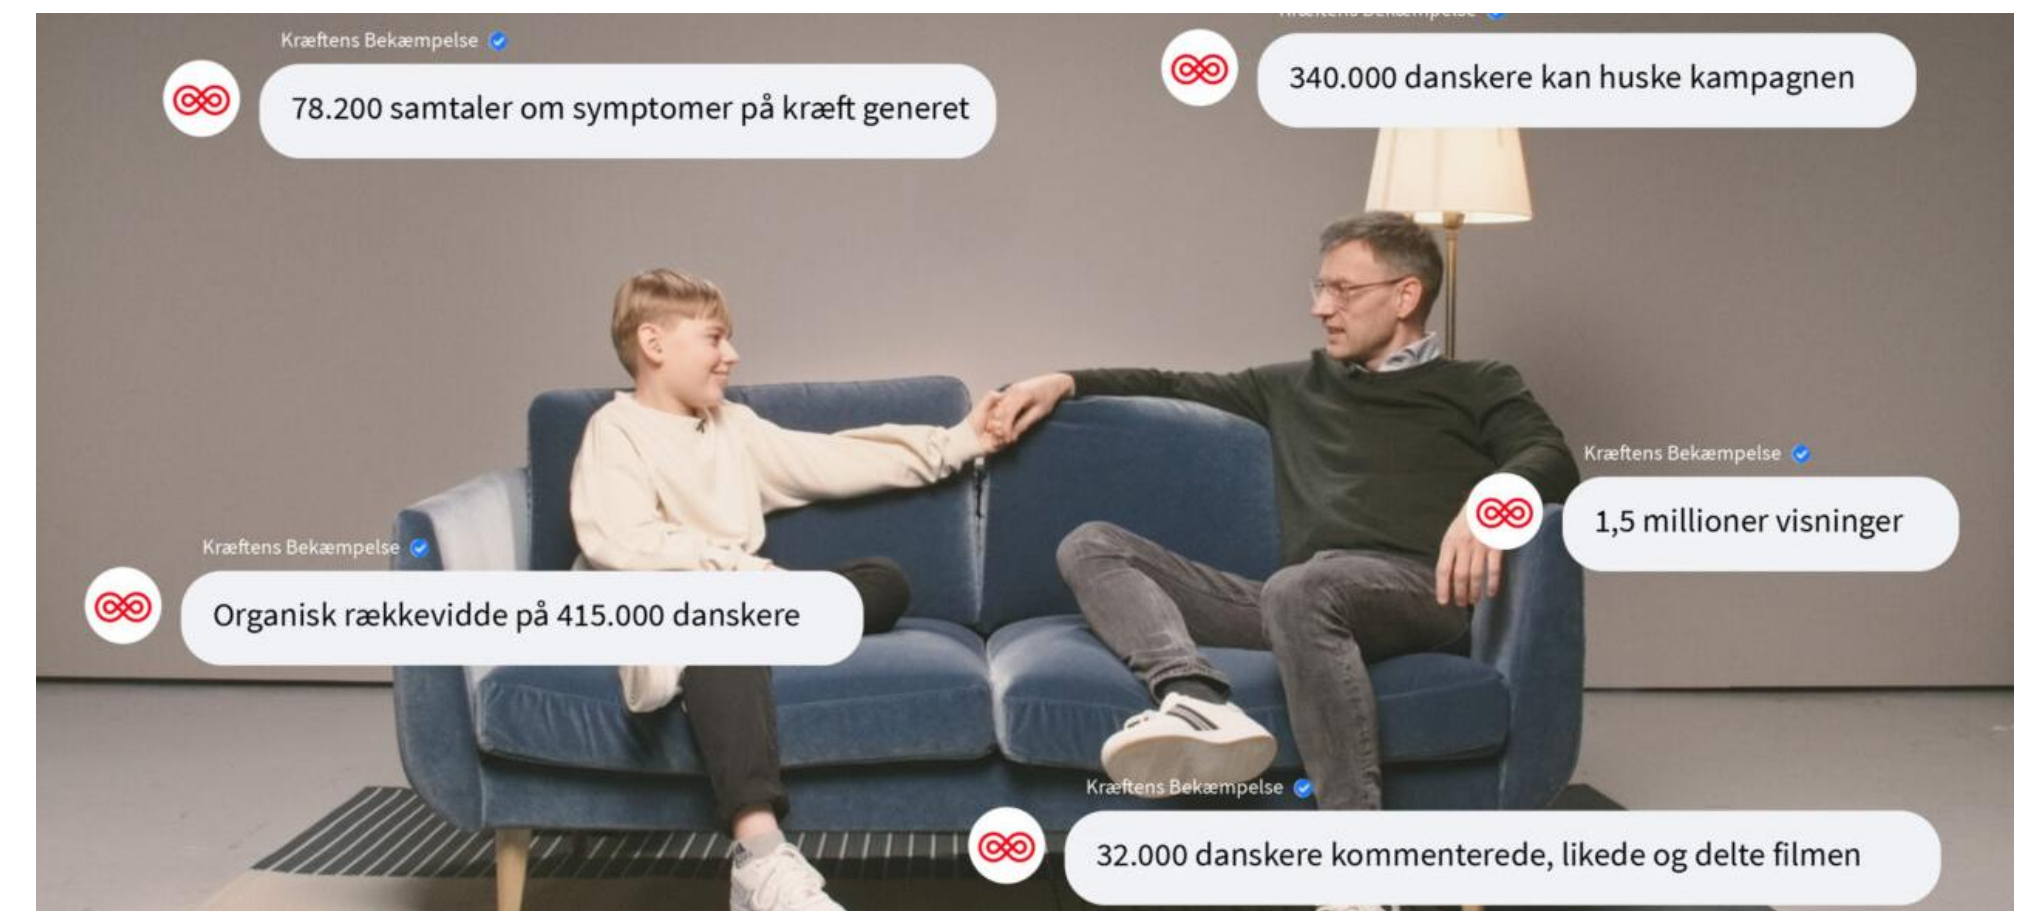 Kræftens Bekæmpelse
78.200 samtaler om symptomer på kræft generet
Kræftens Bekæmpelse
340.000 danskere kan huske kampagnen
Kræftens Bekæmpelse
1,5 millioner visninger
Kræftens Bekæmpelse
Organisk rækkevidde på 415.000 danskere
Kræftens Bekæmpelse
32.000 danskere kommenterede, likede og delte filmen